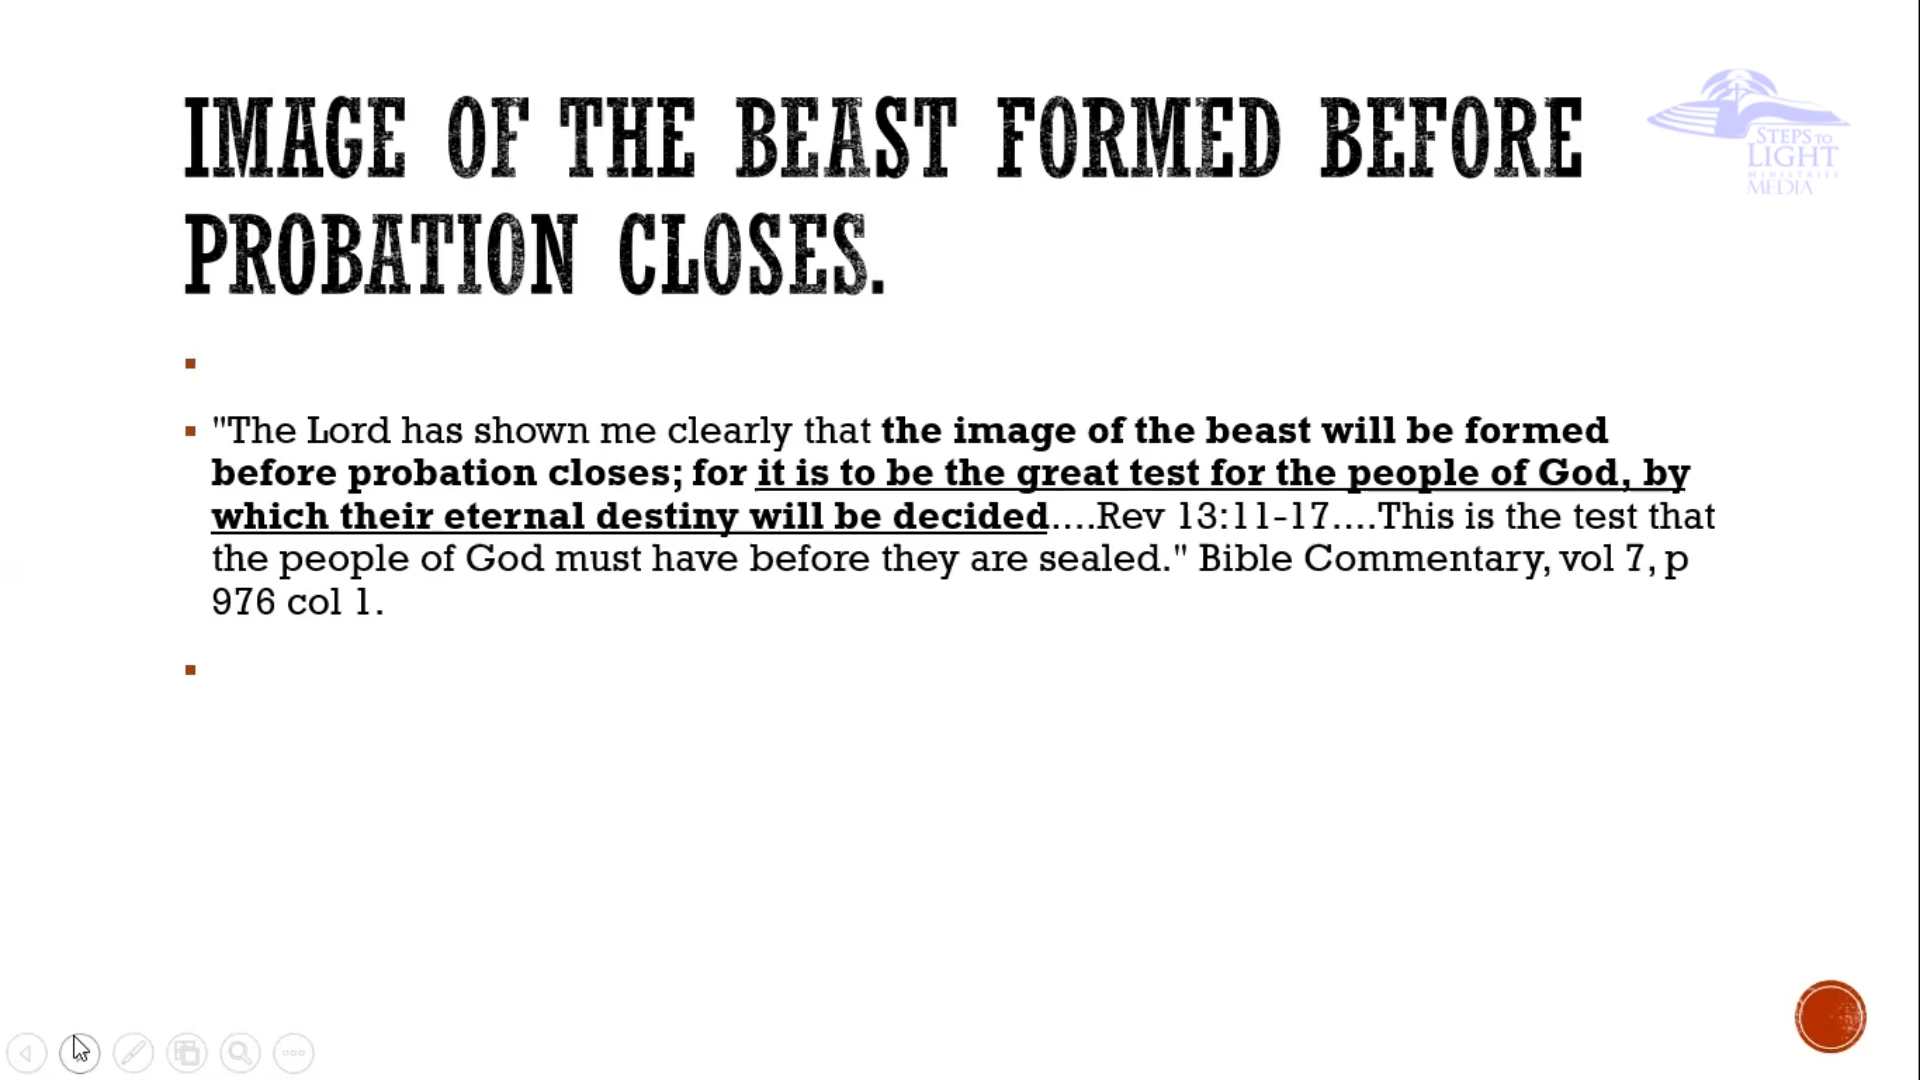 IMAGE OF THE BEAST FORMED BEFORE
PROBATION CLOSES.
STEPS TO
LIGHT
MINISTRIES
MEDIA
"The Lord has shown me clearly that the image of the beast will be formed
before probation closes; for it is to be the great test for the people of God, by
which their eternal destiny will be decided....Rev 13:11-17....This is the test that
the people of God must have before they are sealed." Bible Commentary, vol 7, p
976 col 1.